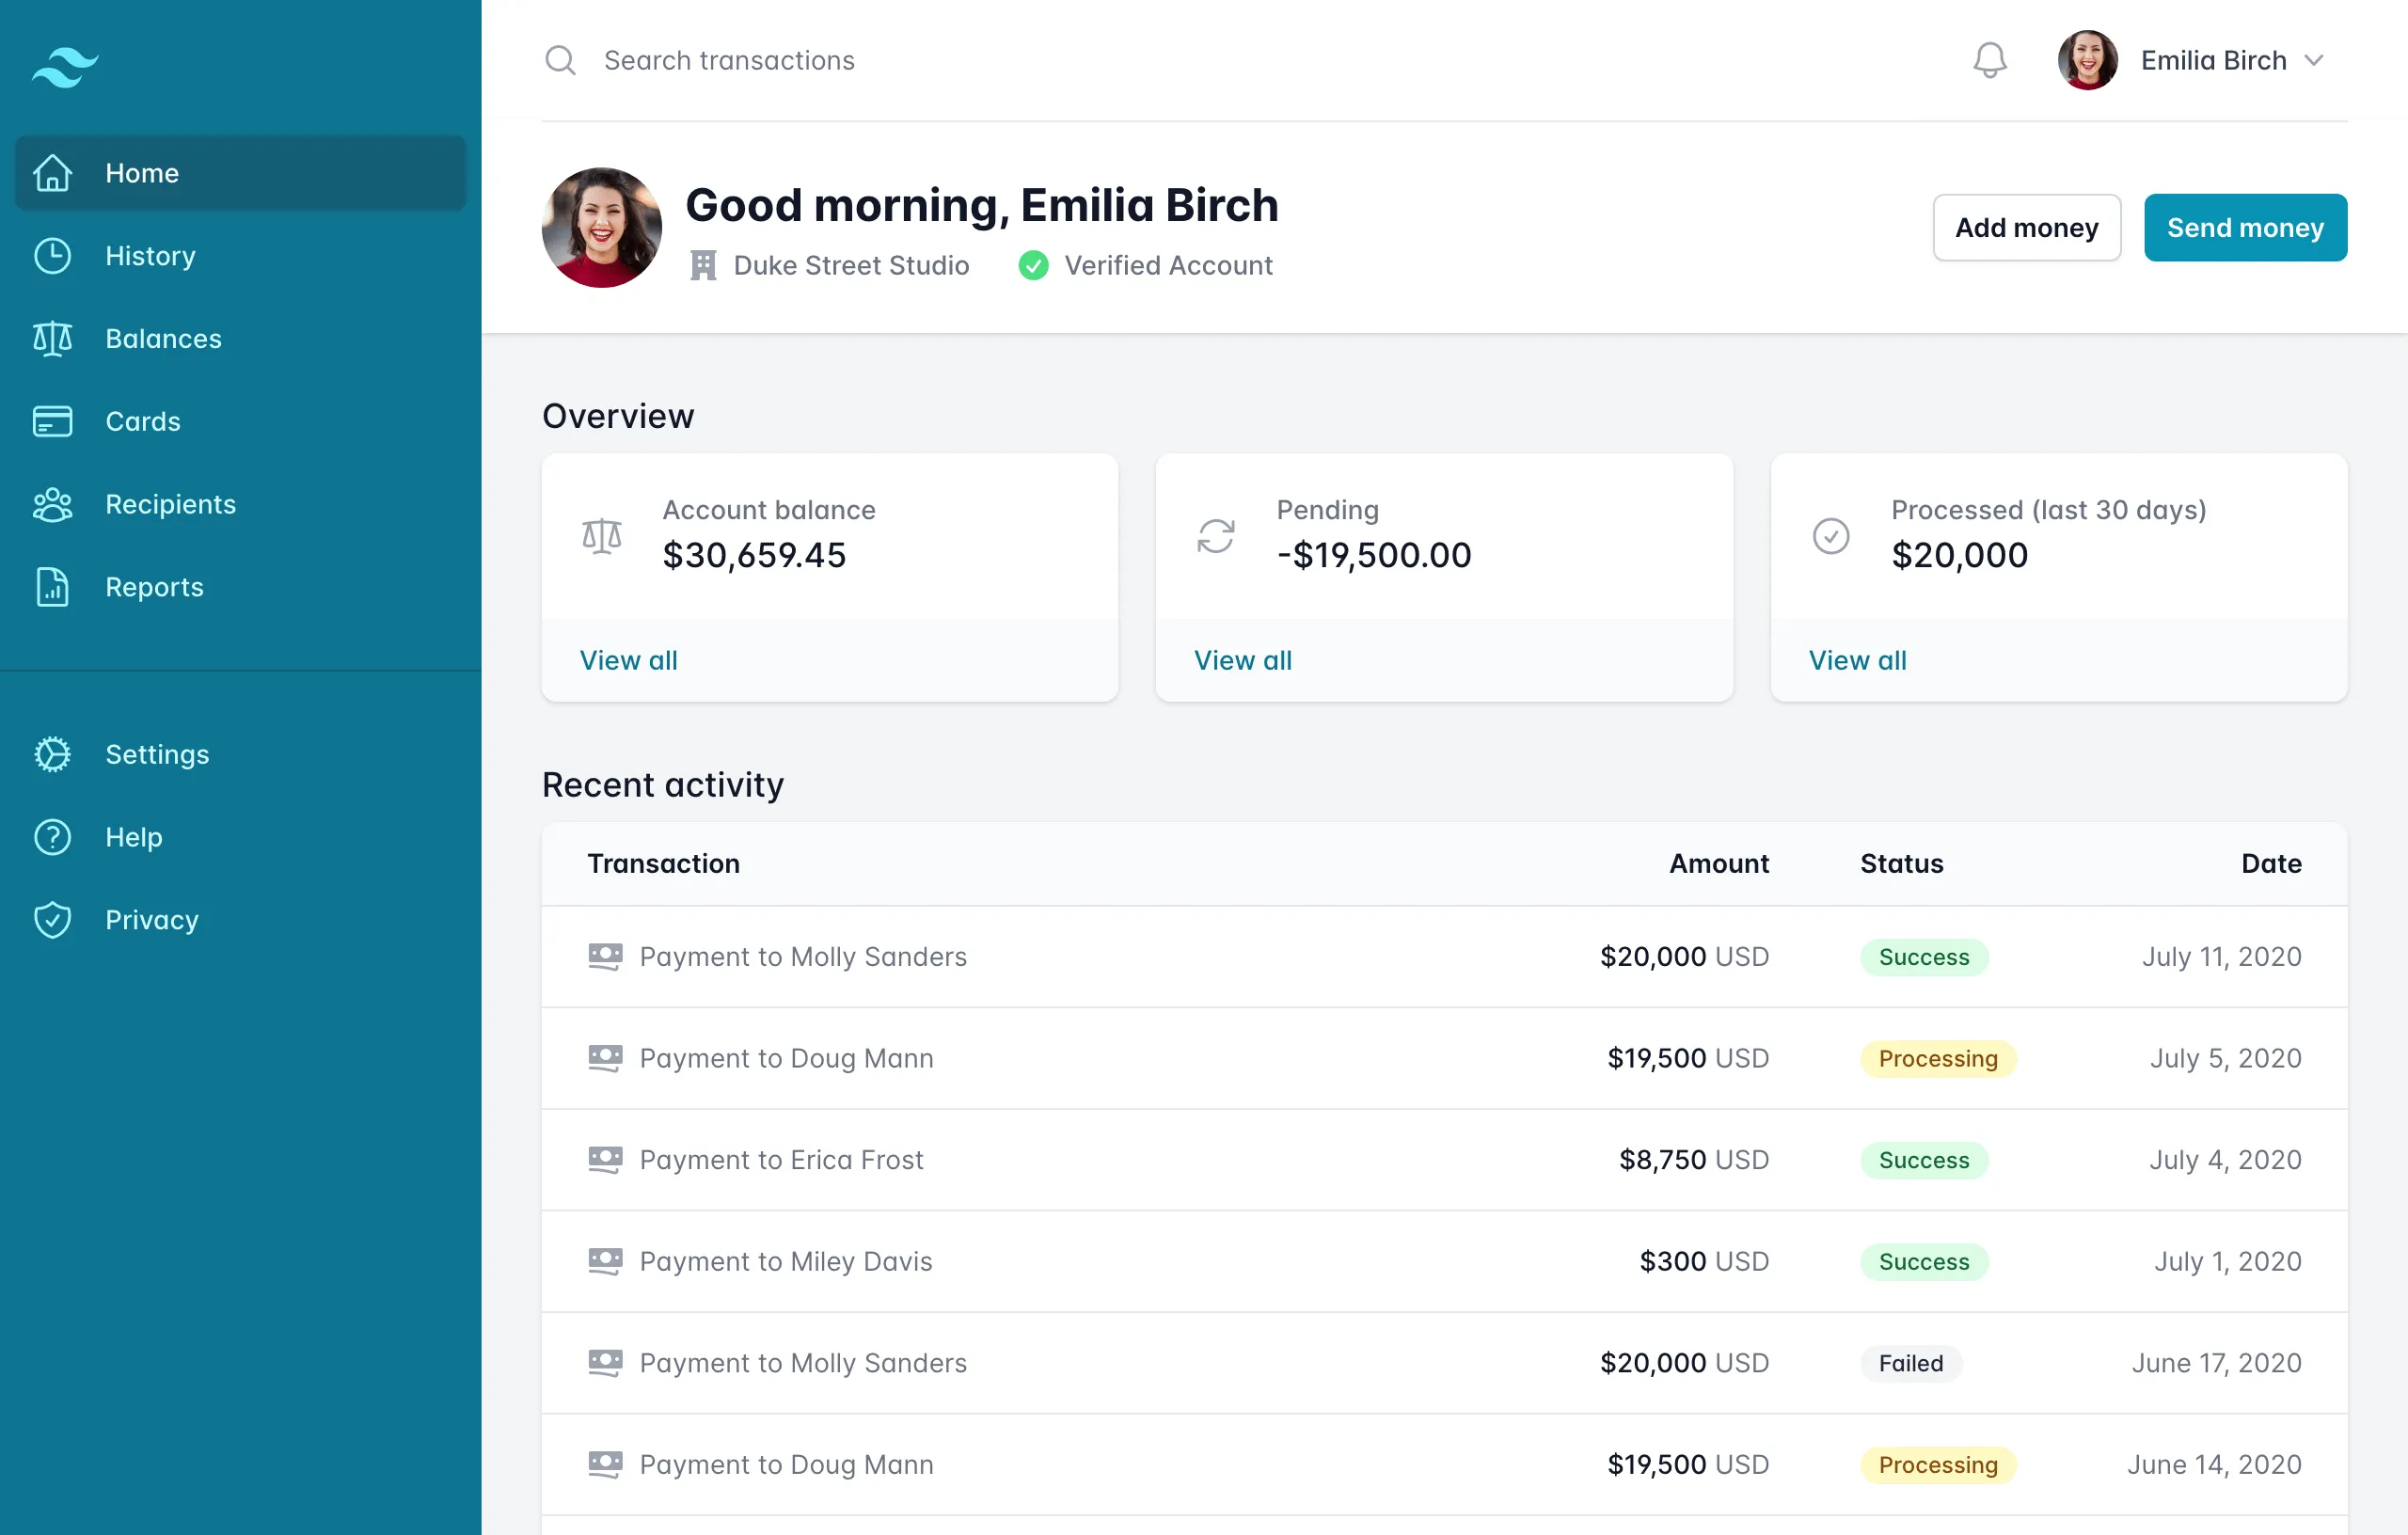 Search transactions
Emilia Birch
Home
History
Balances
Cards
Recipients
Reports
Settings
Help
Privacy
Good morning, Emilia Birch
Duke Street Studio Verified Account
Add money Send money
Overview
Account balance
$30,659.45
View all
Pending
-$19,500.00
View all
Processed (last 30 days)
$20,000
View all
Recent activity
Transaction Amount Status Date
Payment to Molly Sanders $20,000 USD Success July 11, 2020
Payment to Doug Mann $19,500 USD Processing July 5, 2020
Payment to Erica Frost $8,750 USD Success July 4, 2020
Payment to Miley Davis $300 USD Success July 1, 2020
Payment to Molly Sanders $20,000 USD Failed June 17, 2020
Payment to Doug Mann $19,500 USD Processing June 14, 2020